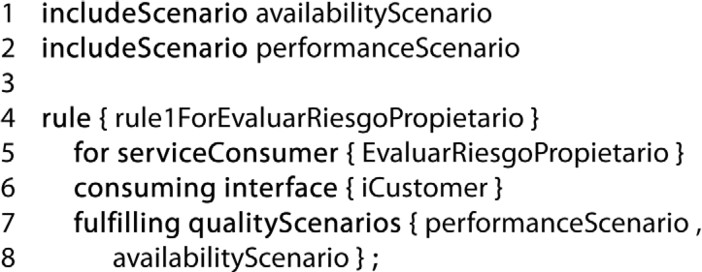 1 includeScenario availabilityScenario
2 includeScenario performanceScenario
3
4 rule { rule1ForEvaluarRiesgoPropietario }
5 for serviceConsumer { EvaluarRiesgoPropietario }
6 consuming interface { iCustomer }
7 fulfilling qualityScenarios { performanceScenario ,
8 availabilityScenario } ;